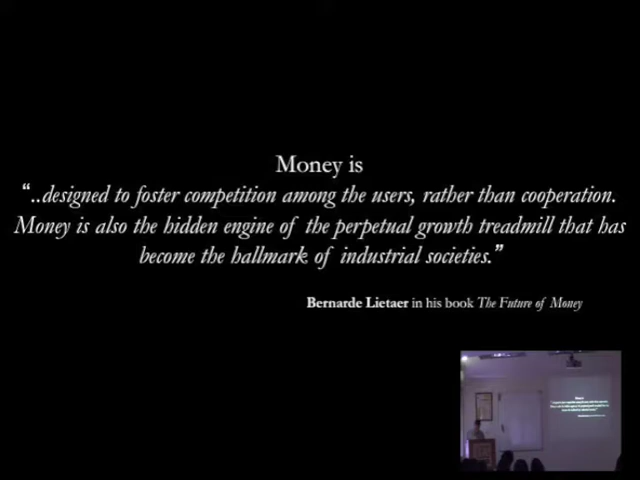 Money is
“..designed to foster competition among the users, rather than cooperation.
Money is also the hidden engine of the perpetual growth treadmill that has
become the hallmark of industrial societies.”
Bernarde Lietaer in his book The Future of Money